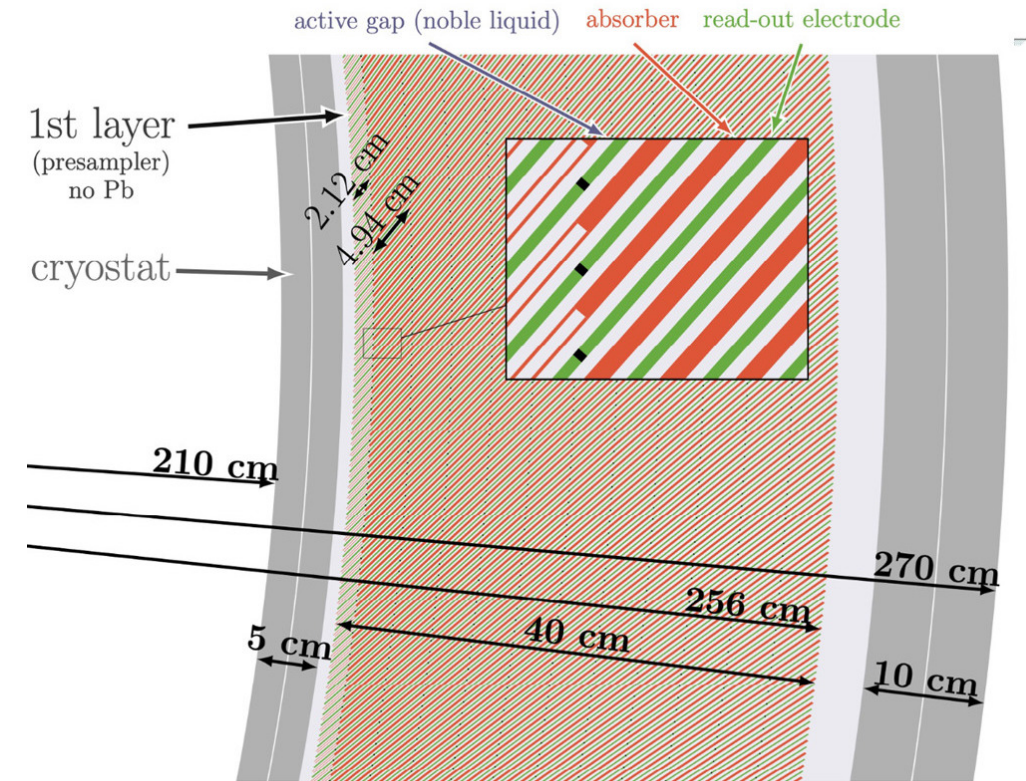 active gap (noble liquid) absorber read-out electrode
1st layer
(presampler)
no Pb
2.12 cm
4.94 cm
cryostat
210 cm
270 cm
256 cm
40 cm
5 cm
10 cm